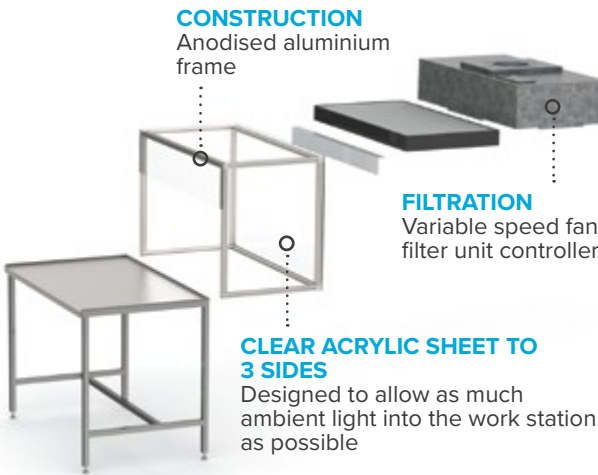 CONSTRUCTION
Anodised aluminium
frame
FILTRATION
Variable speed fan
filter unit controller
CLEAR ACRYLIC SHEET TO
3 SIDES
Designed to allow as much
ambient light into the work station
as possible